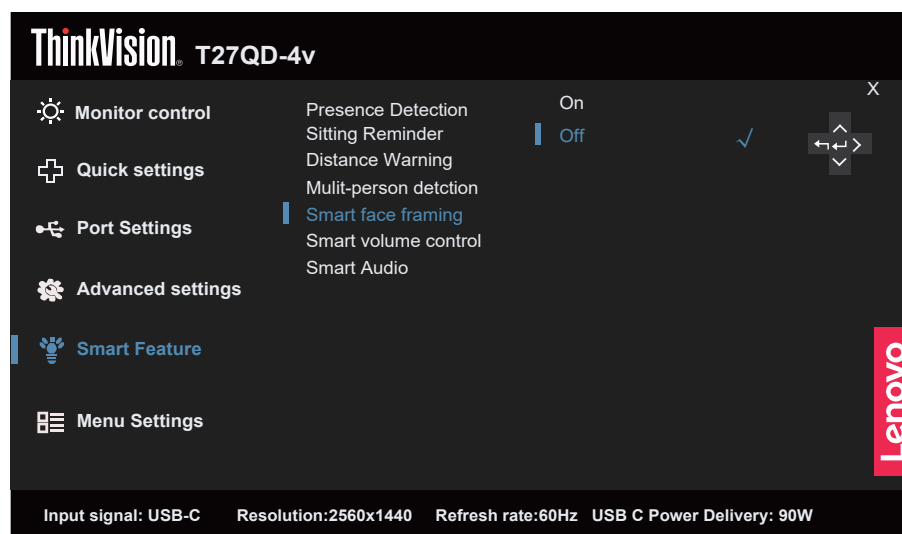 ThinkVision® T27QD-4v
X
Monitor control
Quick settings
Port Settings
Advanced settings
Smart Feature
Menu Settings
Presence Detection
Sitting Reminder
Distance Warning
Mulit-person detction
Smart face framing
Smart volume control
Smart Audio
On
Off √
Lenovo
Input signal: USB-C Resolution:2560x1440 Refresh rate:60Hz USB C Power Delivery: 90W